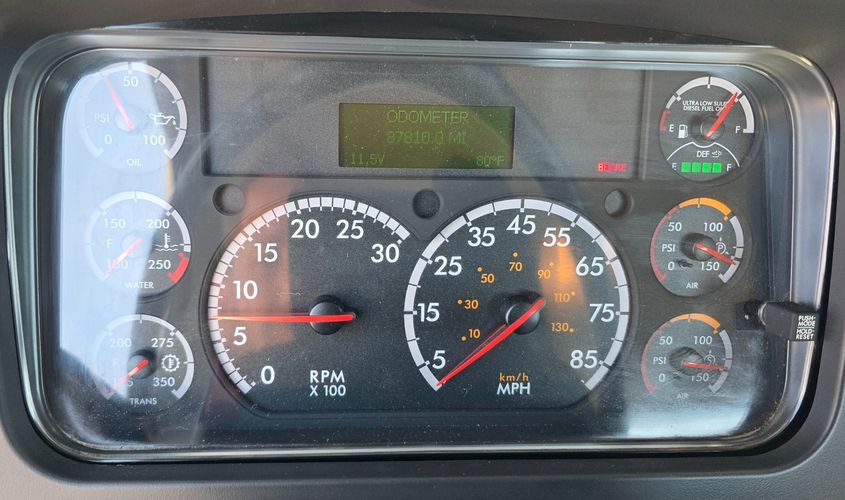 50
PSI
0 100
OIL
150 200
F
100 250
WATER
200 275
F
350
TRANS
ODOMETER
87810.0 MI
11.5V 80°F
BRAKE
0
5
10
15
20
25
30
RPM
X 100
5
15
25
35
45
55
65
75
85
10
30
50
70
90
110
130
km/h
MPH
ULTRA LOW
DIESEL FUEL
E F
DEF
E F
50 100
PSI
0 150
P
AIR
50 100
PSI
0 150
S
AIR
PUSH-
MODE
HOLD-
RESET